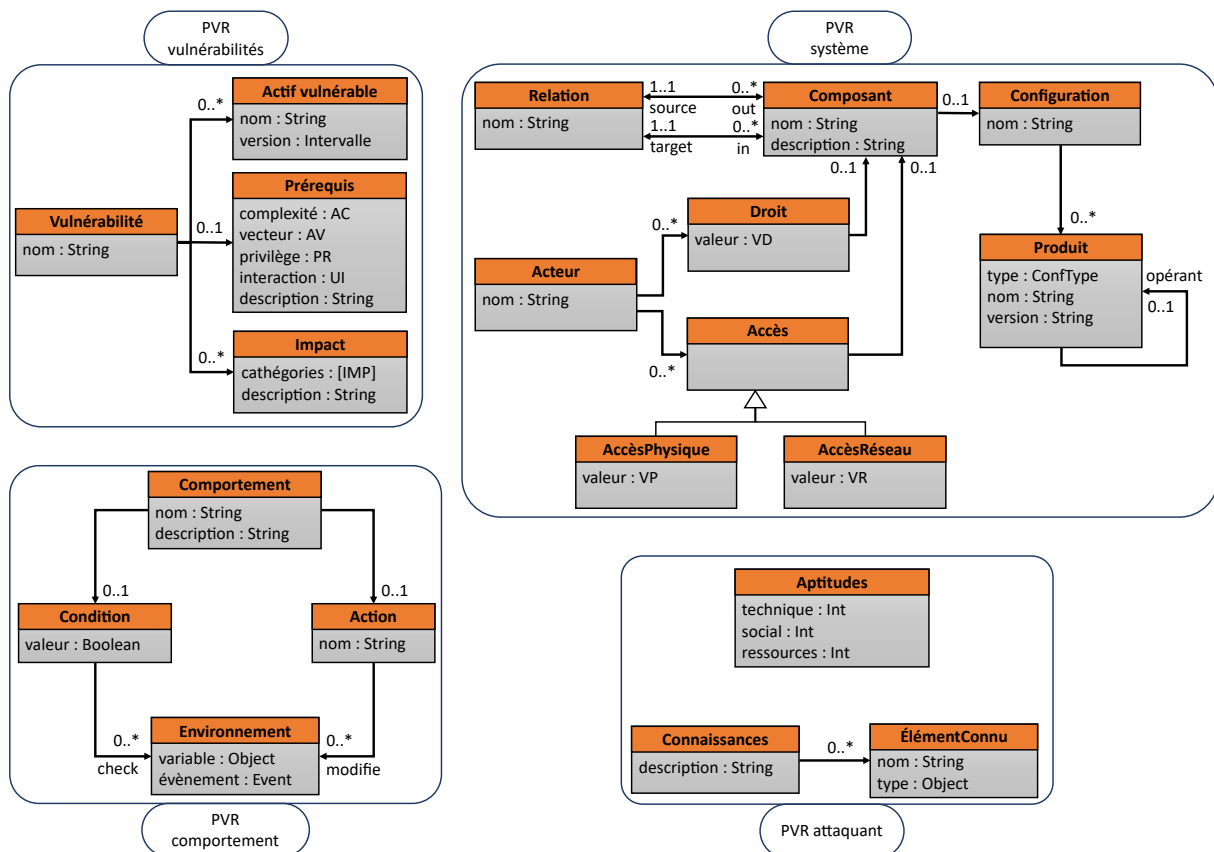 PVR
vulnérabilités
Actif vulnérable
nom : String
version : Intervalle
0..*
Prérequis
complexité : AC
vecteur : AV
privilège : PR
interaction : UI
description : String
0..1
Vulnérabilité
nom : String
Impact
cathégories : [IMP]
description : String
0..*
PVR
système
Relation
nom : String
1..1
source
0..*
out
1..1
target
0..*
in
Composant
nom : String
description : String
0..1
Configuration
nom : String
0..1
0..1
Droit
valeur : VD
0..*
Acteur
nom : String
0..*
Accès
0..*
Produit
type : ConfType
nom : String
version : String
opérant
0..1
AccèsPhysique
valeur : VP
AccèsRéseau
valeur : VR
Comportement
nom : String
description : String
0..1
0..1
Condition
valeur : Boolean
Action
nom : String
0..*
check
Environnement
variable : Object
évènement : Event
0..*
modifie
PVR
comportement
Aptitudes
technique : Int
social : Int
ressources : Int
Connaissances
description : String
0..*
ÉlémentConnu
nom : String
type : Object
PVR attaquant